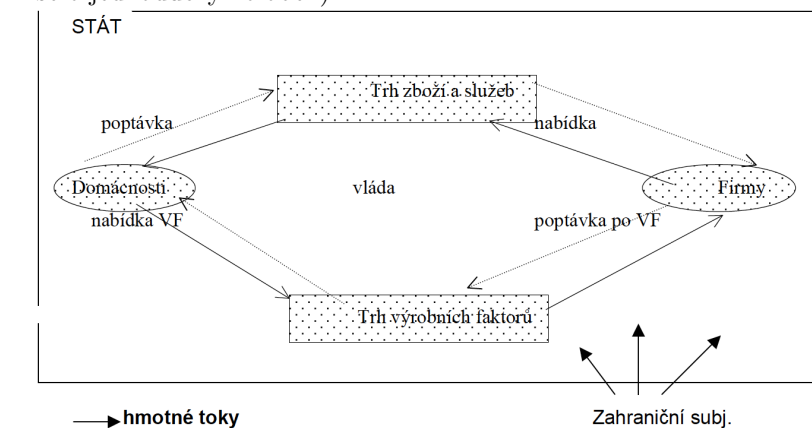 STÁT
Trh zboží a služeb
poptávka
nabídka
Domácnosti
vláda
Firmy
nabídka VF
poptávka po VF
Trh výrobních faktorů
hmotné toky
Zahraniční subj.